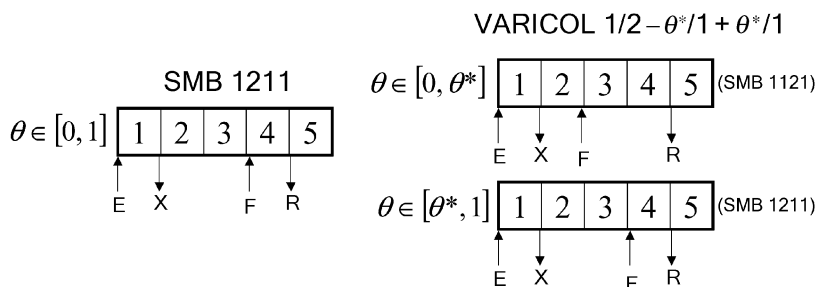 VARICOL 1/2−θ*/1+θ*/1
SMB 1211
θ∈[0,1] 1 2 3 4 5
E X F R
θ∈[0,θ*] 1 2 3 4 5 (SMB 1121)
E X F R
θ∈[θ*,1] 1 2 3 4 5 (SMB 1211)
E X F R